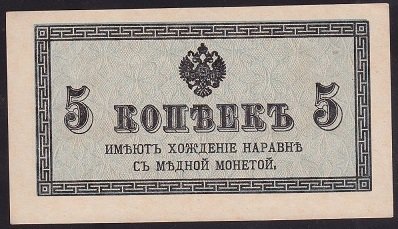 5 КОПѢЕКЪ 5
ИМѢЮТЪ ХОЖДЕНІЕ НАРАВНѢ
СЪ МѢДНОЙ МОНЕТОЙ.